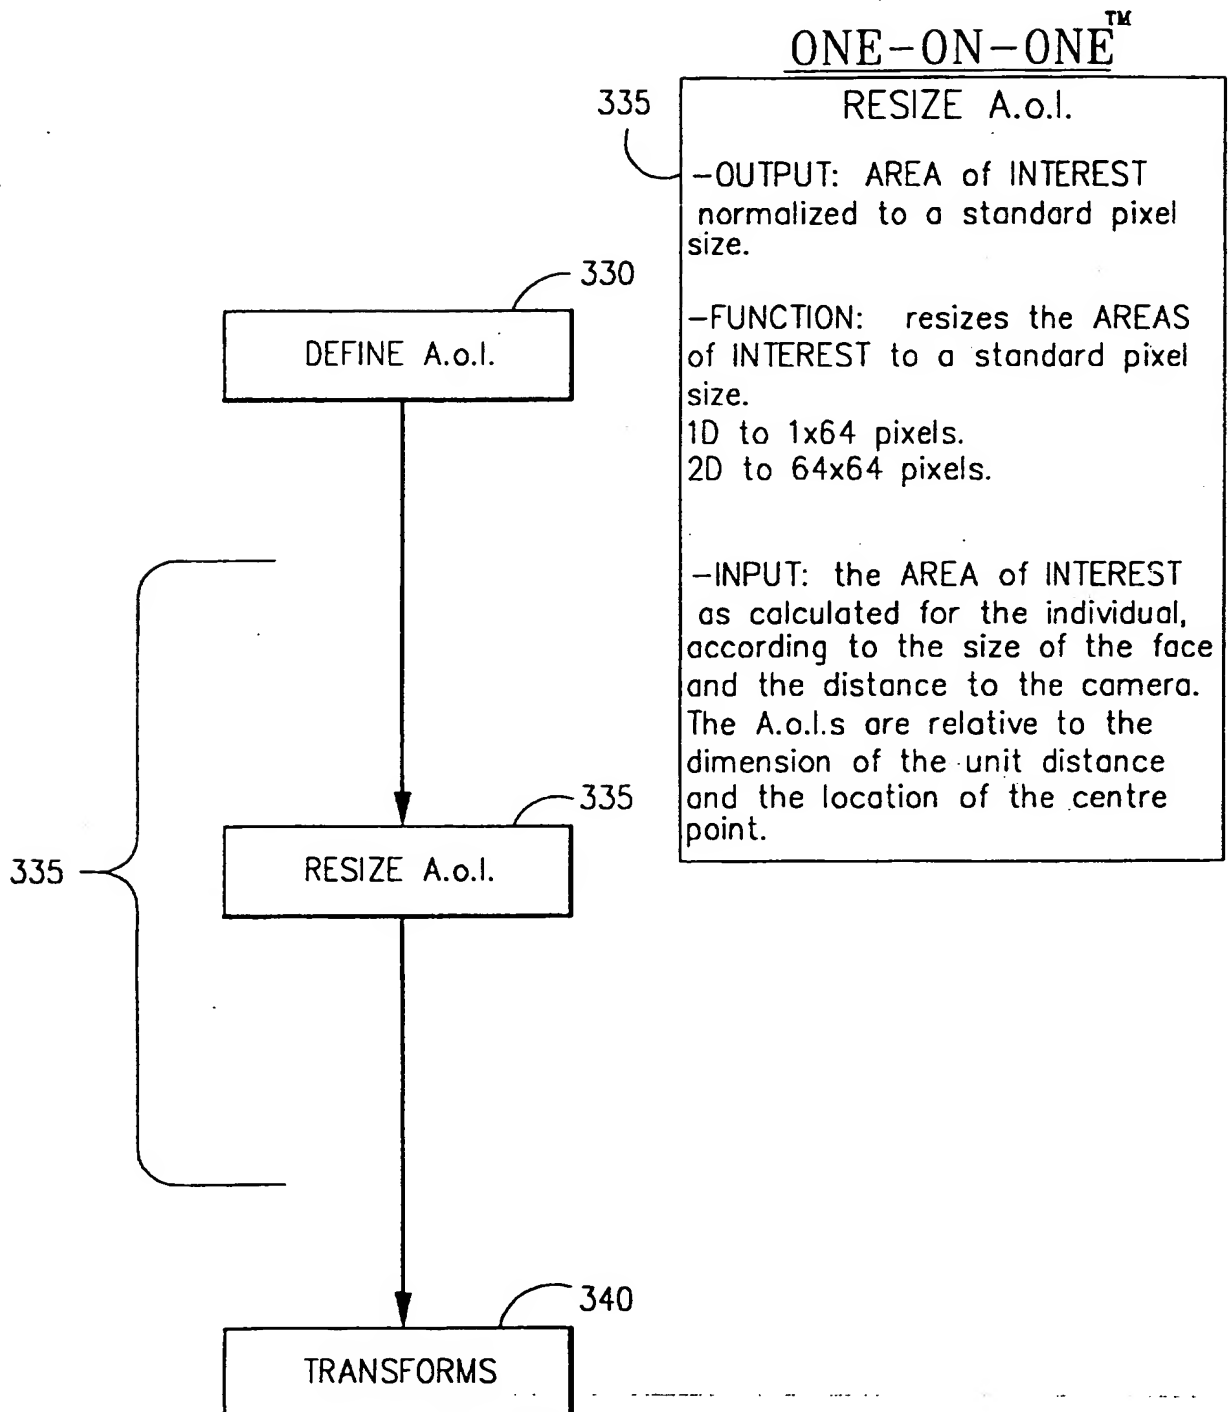 ONE-ON-ONE™
335
RESIZE A.o.I.
-OUTPUT: AREA of INTEREST
normalized to a standard pixel
size.
-FUNCTION: resizes the AREAS
of INTEREST to a standard pixel
size.
1D to 1x64 pixels.
2D to 64x64 pixels.
-INPUT: the AREA of INTEREST
as calculated for the individual,
according to the size of the face
and the distance to the camera.
The A.o.I.s are relative to the
dimension of the unit distance
and the location of the centre
point.
330
DEFINE A.o.I.
335
335
RESIZE A.o.I.
340
TRANSFORMS